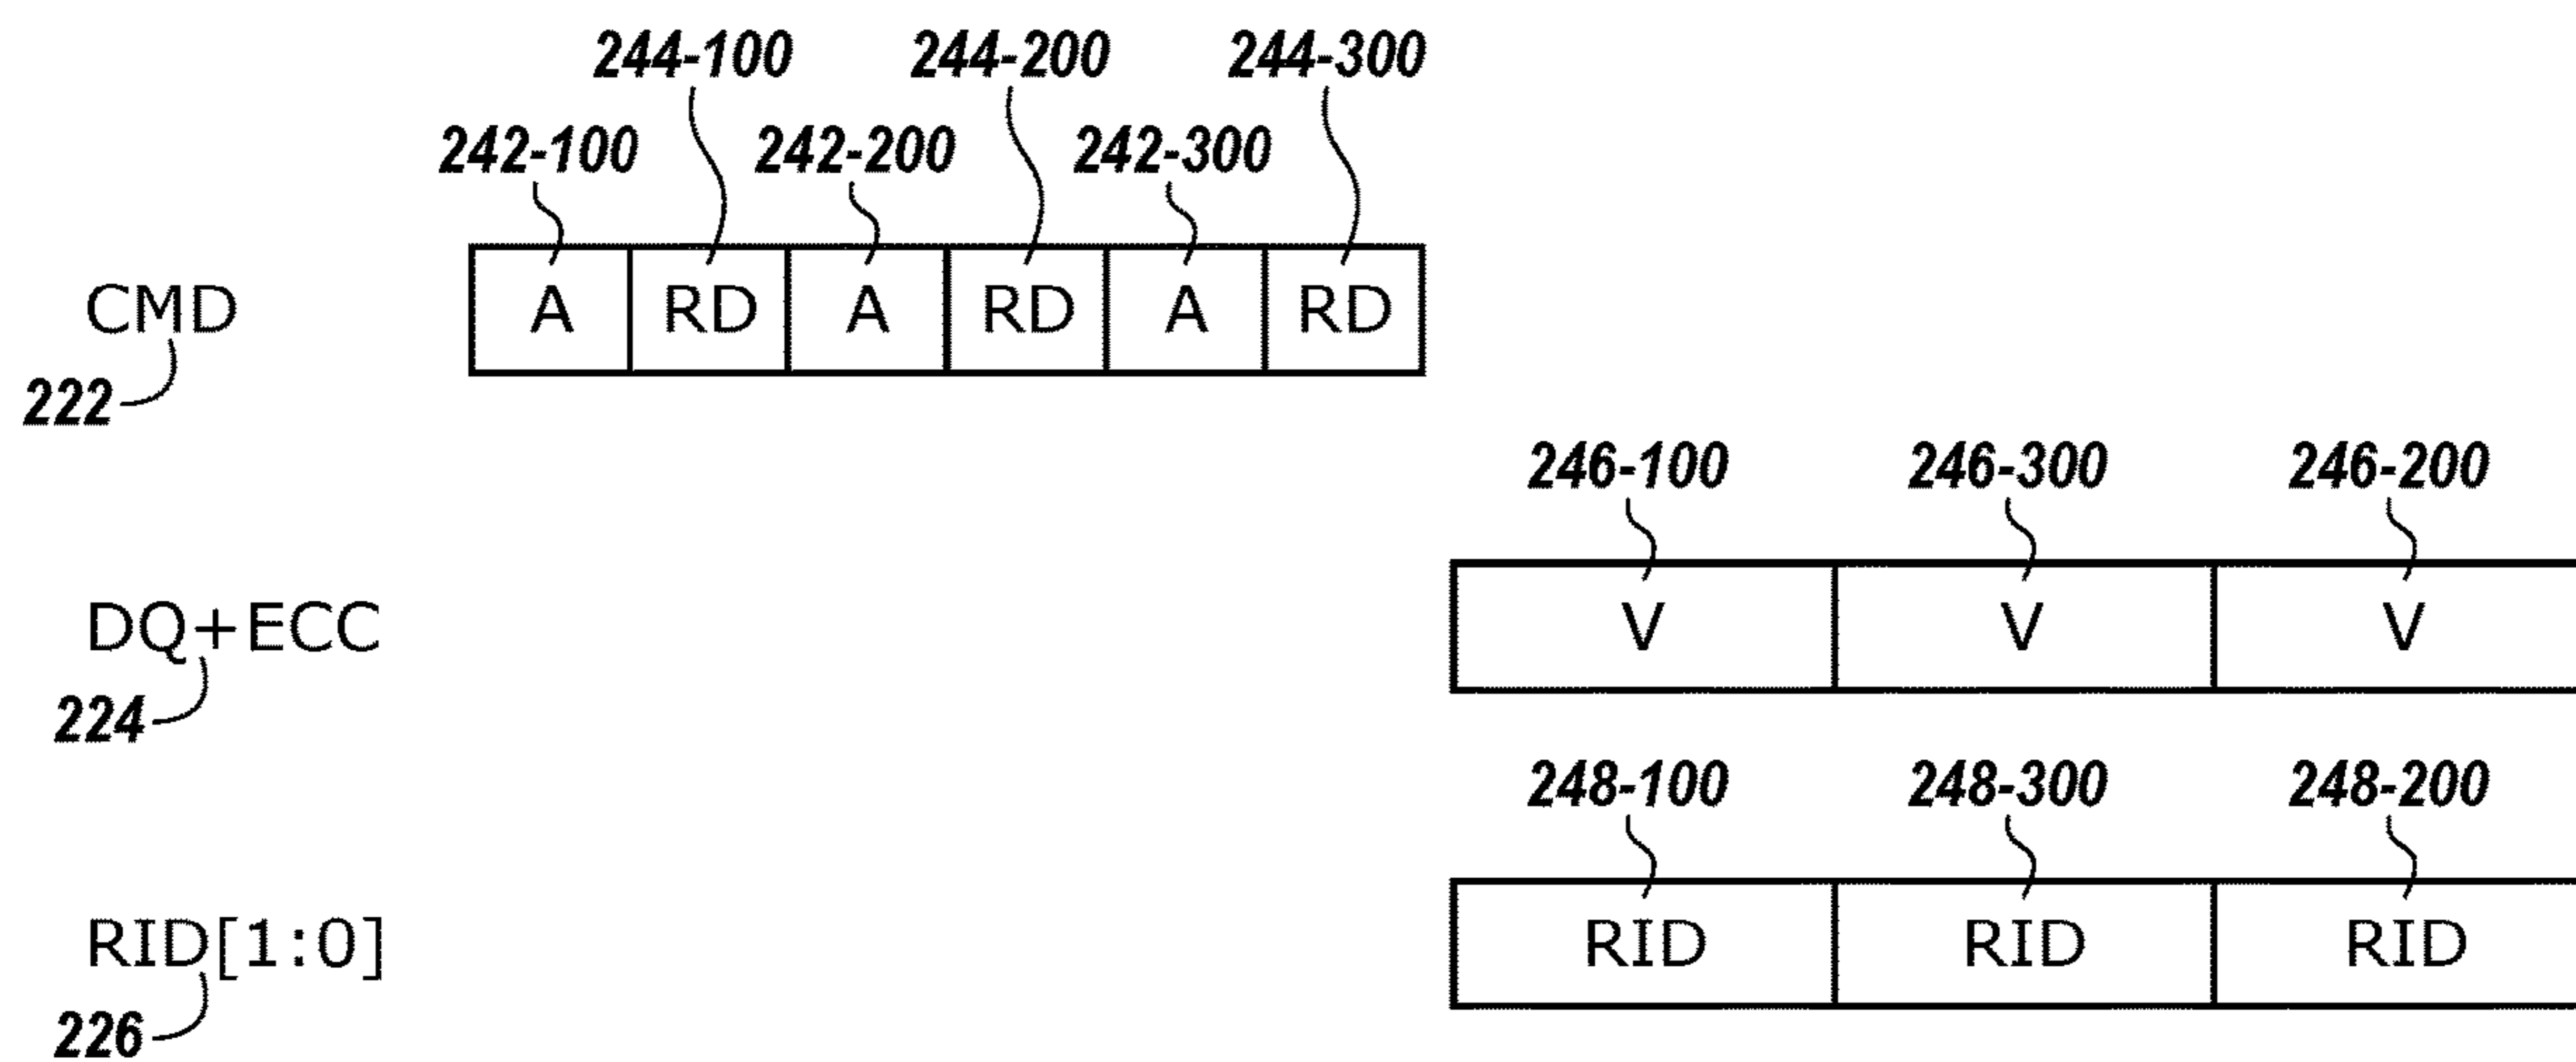 244-100 244-200 244-300
242-100 242-200 242-300
CMD A RD A RD A RD
222
246-100 246-300 246-200
DQ+ECC V V V
224
248-100 248-300 248-200
RID[1:0] RID RID RID
226